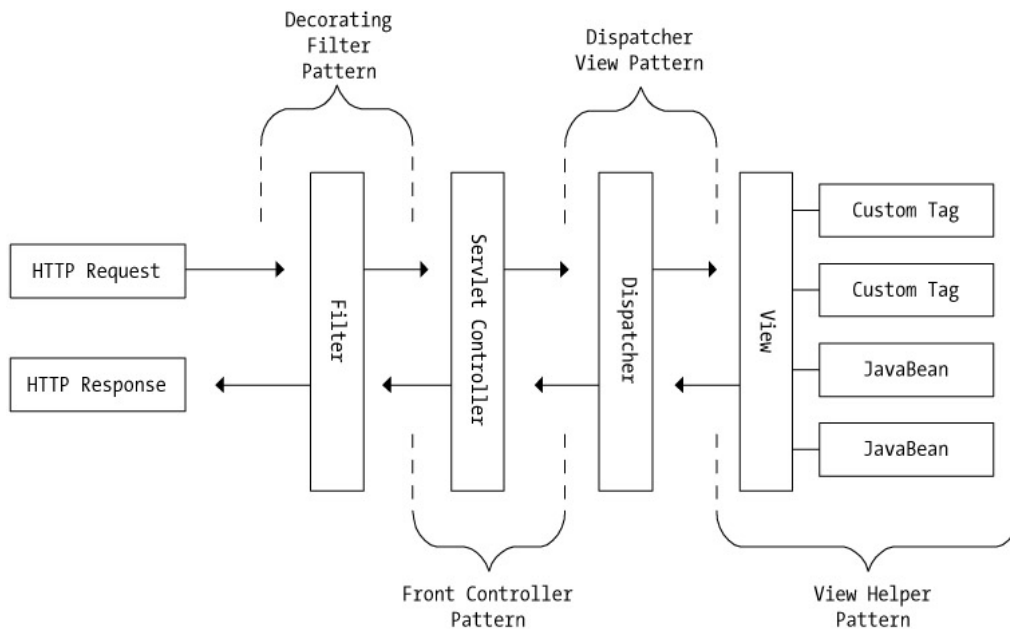 Decorating
Filter
Pattern
Dispatcher
View Pattern
HTTP Request
HTTP Response
Filter
Servlet Controller
Dispatcher
View
Custom Tag
Custom Tag
JavaBean
JavaBean
Front Controller
Pattern
View Helper
Pattern